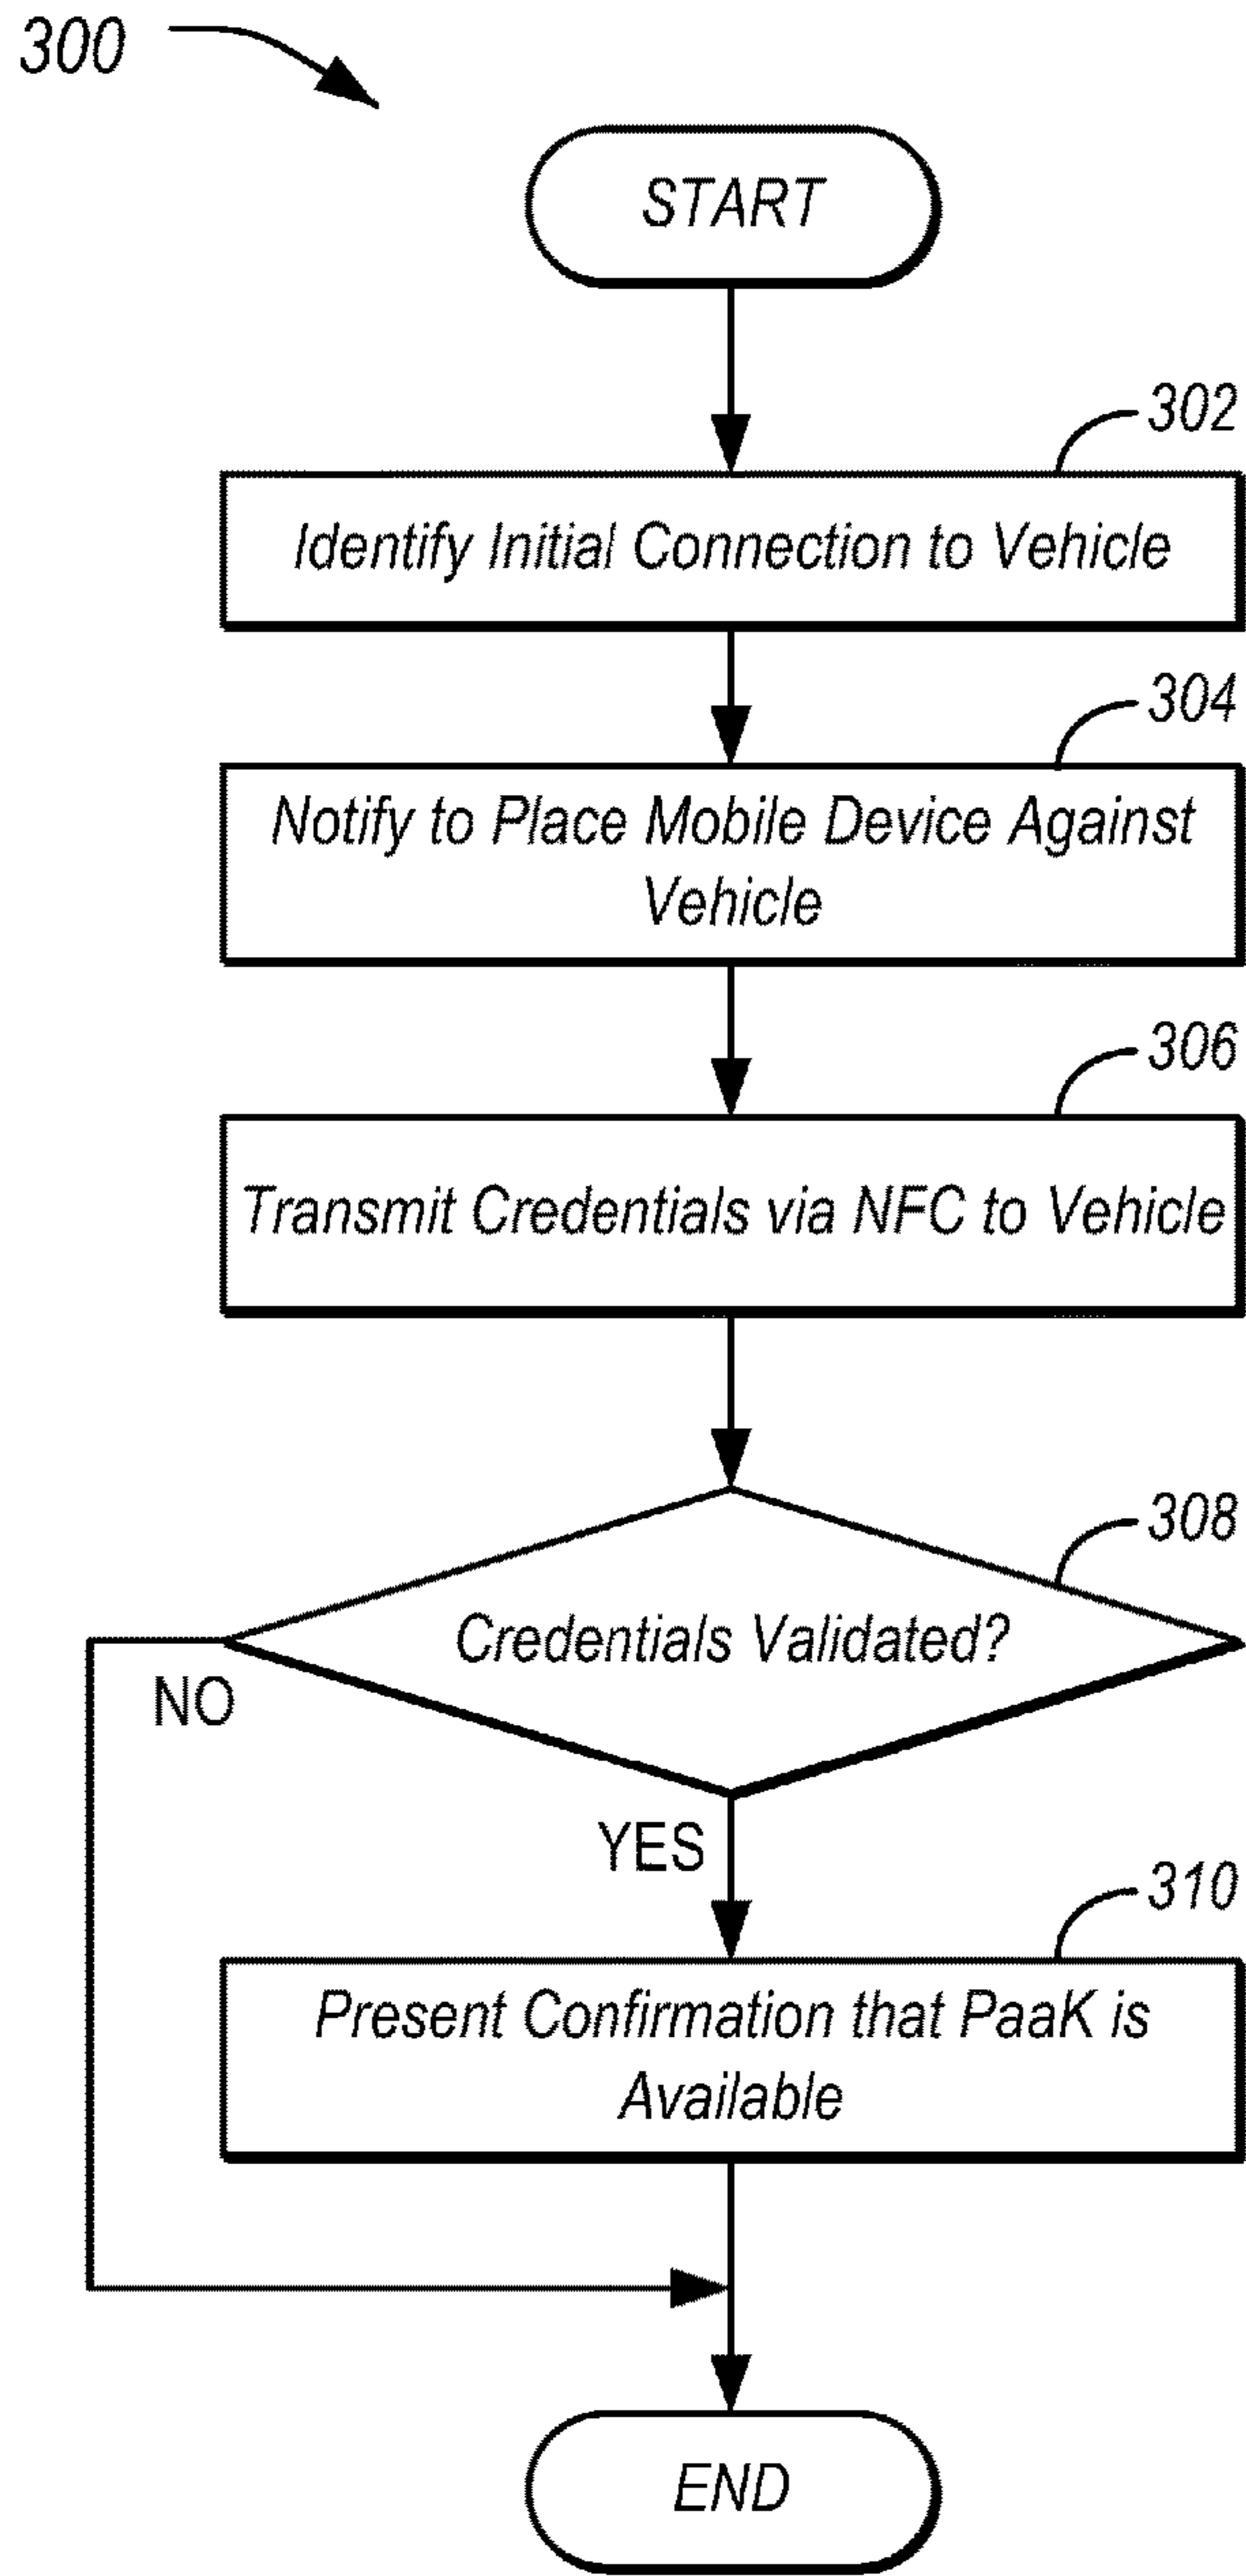 300
START
302
Identify Initial Connection to Vehicle
304
Notify to Place Mobile Device Against
Vehicle
306
Transmit Credentials via NFC to Vehicle
308
Credentials Validated?
NO
YES
310
Present Confirmation that PaaK is
Available
END